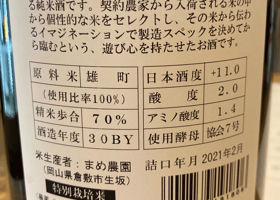 る純米酒です。契約農家から入荷される米の中
から個性的な米をセレクトし、その米から伝わる
イマジネーションで製造スペックを決めてか
ら臨むという、遊び心を持たせたお酒です。
原料米 雄町
(使用比率100%)
精米歩合 70%
酒造年度 30BY
日本酒度 +11.0
酸度 2.0
アミノ酸度 1.4
使用酵母 協会7号
米生産者：まめ農園
(岡山県倉敷市生坂)
詰口年月 2021年2月
特別栽培米